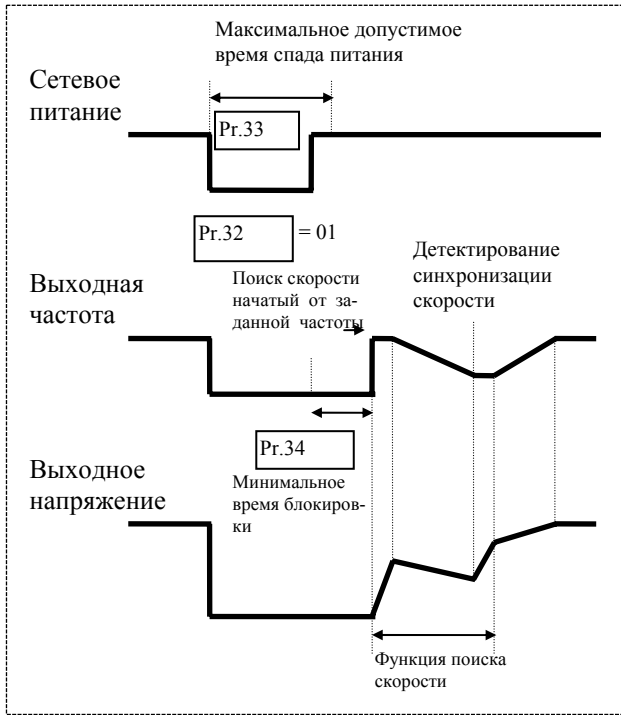 Максимальное допустимое
время спада питания
Сетевое
питание
Pr.33
Pr.32
= 01
Детектирование
синхронизации
скорости
Поиск скорости
начатый от за-
данной частоты
Выходная
частота
Pr.34
Минимальное
время блокиров-
ки
Выходное
напряжение
Функция поиска
скорости